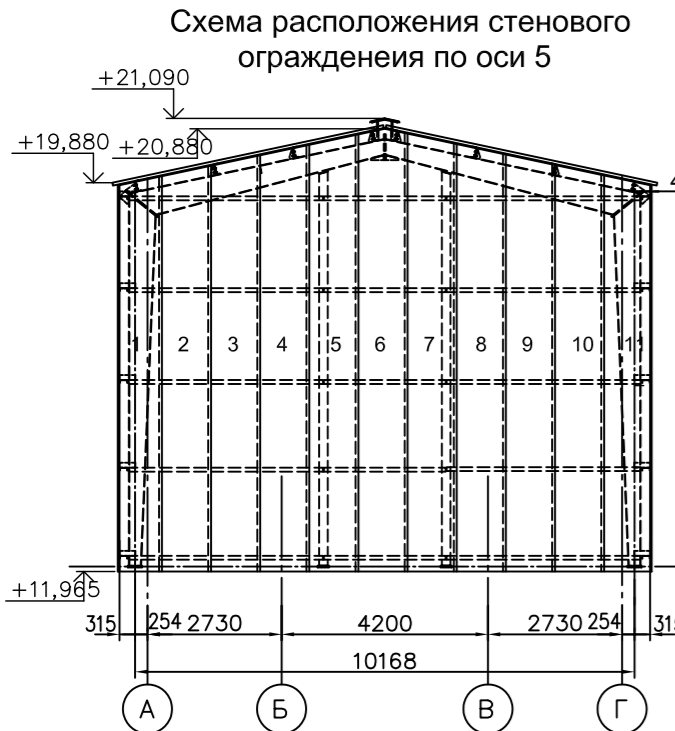 Схема расположения стенового
огражденеия по оси 5
+21,090
+19,880
+20,880
1 2 3 4 5 6 7 8 9 10 11
+11,965
315 254 2730 4200 2730 254
10168
А Б В Г